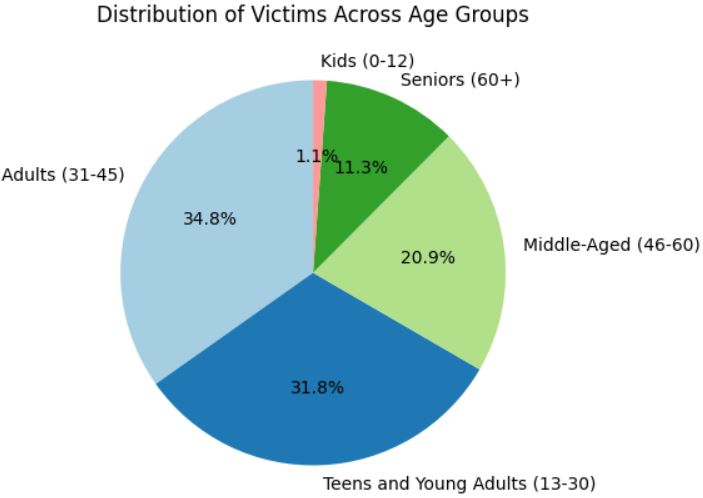 Distribution of Victims Across Age Groups
Kids (0-12)
Seniors (60+)
1.1%
11.3%
Adults (31-45)
34.8%
Middle-Aged (46-60)
20.9%
31.8%
Teens and Young Adults (13-30)